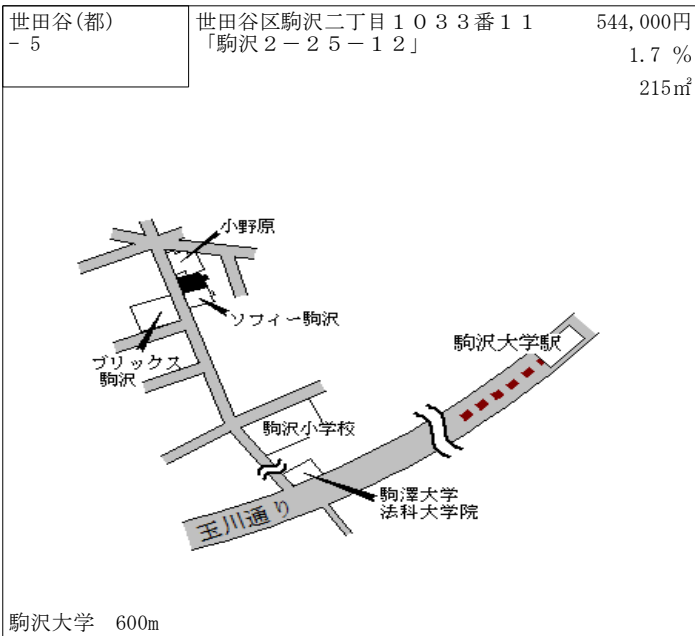 世田谷(都)
- 5
世田谷区駒沢二丁目１０３３番１１
「駒沢２－２５－１２」
544,000円
1.7 %
215㎡
小野原
ソフィー駒沢
ブリックス
駒沢
駒沢大学駅
駒沢小学校
駒澤大学
法科大学院
玉川通り
駒沢大学　600m